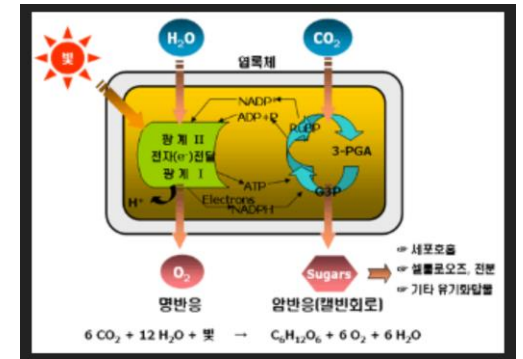 H₂O
CO₂
빛
엽록체
NADP⁺
ADP+P
RuBP
광계 II
전자(e⁻)전달
광계 I
3-PGA
ATP
G3P
H⁺
Electrons
NADPH
O₂
Sugars
☞ 세포호흡
☞ 셀룰로오즈, 전분
☞ 기타 유기화합물
명반응
암반응(캘빈회로)
6 CO₂ + 12 H₂O + 빛 → C₆H₁₂O₆ + 6 O₂ + 6 H₂O